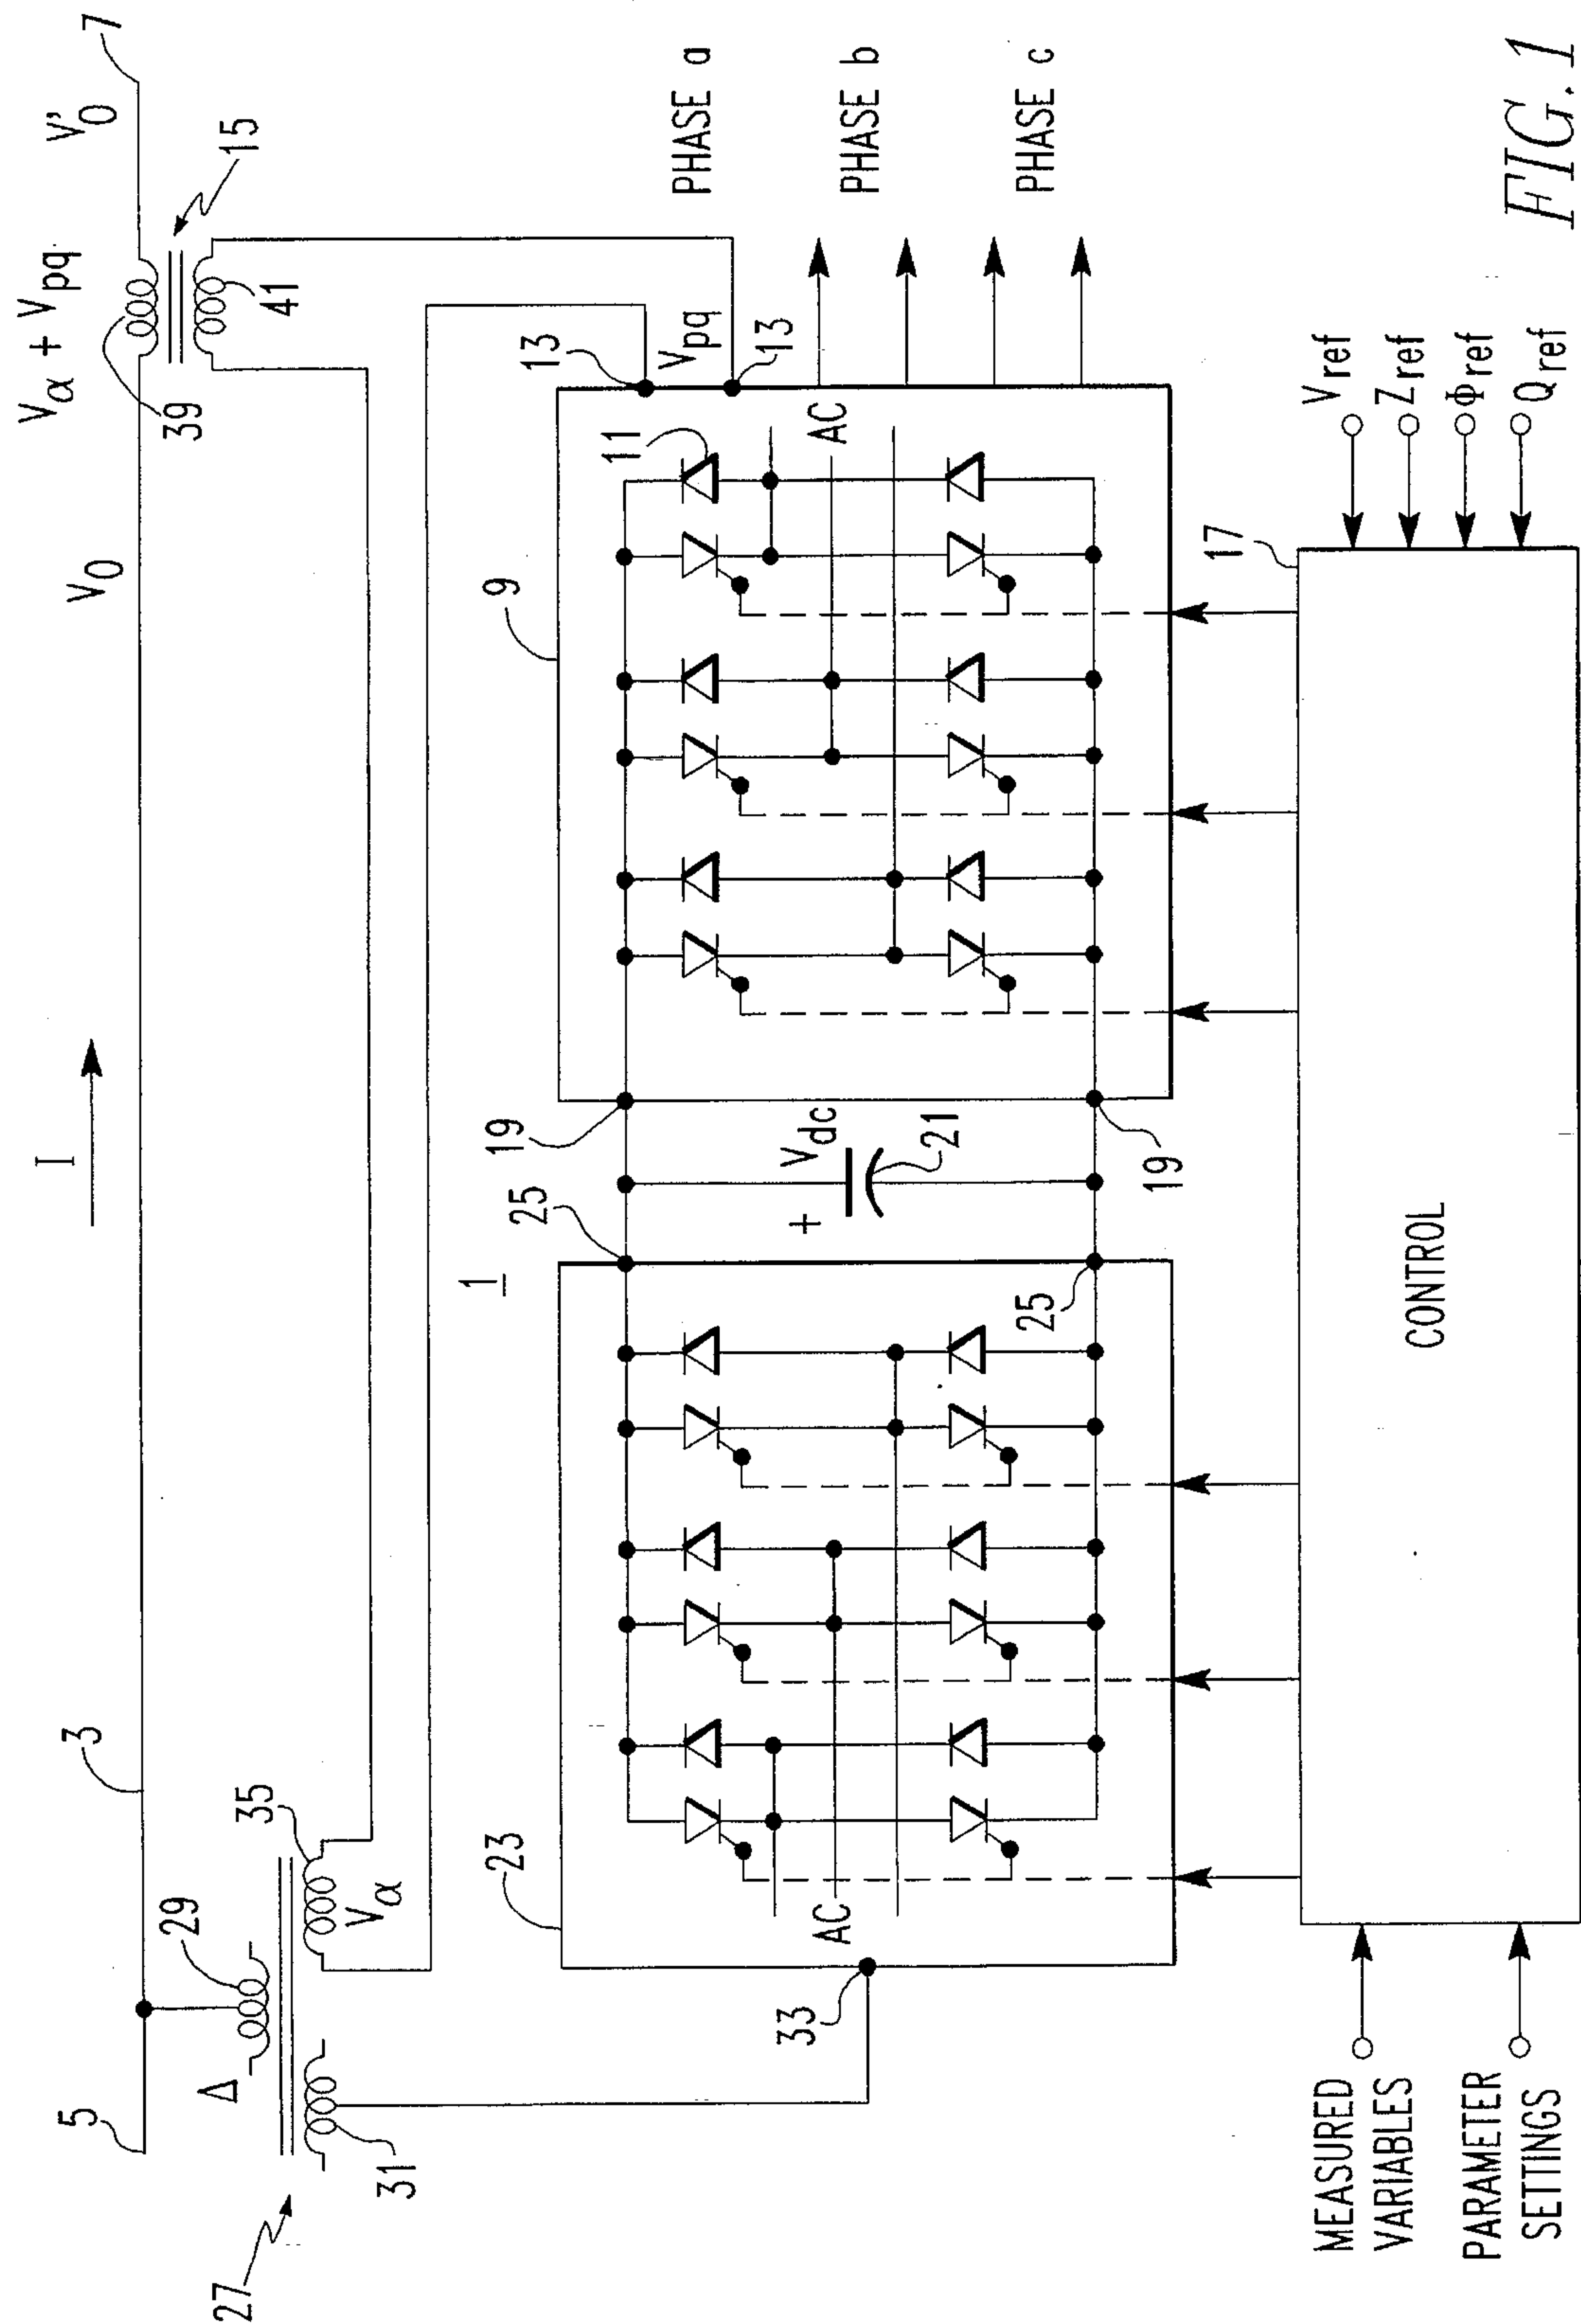 I
Vα + Vpq
V0
V'0
7
3
5
39
15
41
29
35
Δ
Vα
31
27
1
9
13
Vpq
13
11
AC
PHASE a
PHASE b
PHASE c
23
25
19
+
Vdc
21
AC
33
25
19
17
CONTROL
Vref
Zref
Φref
Qref
MEASURED
VARIABLES
PARAMETER
SETTINGS
FIG. 1